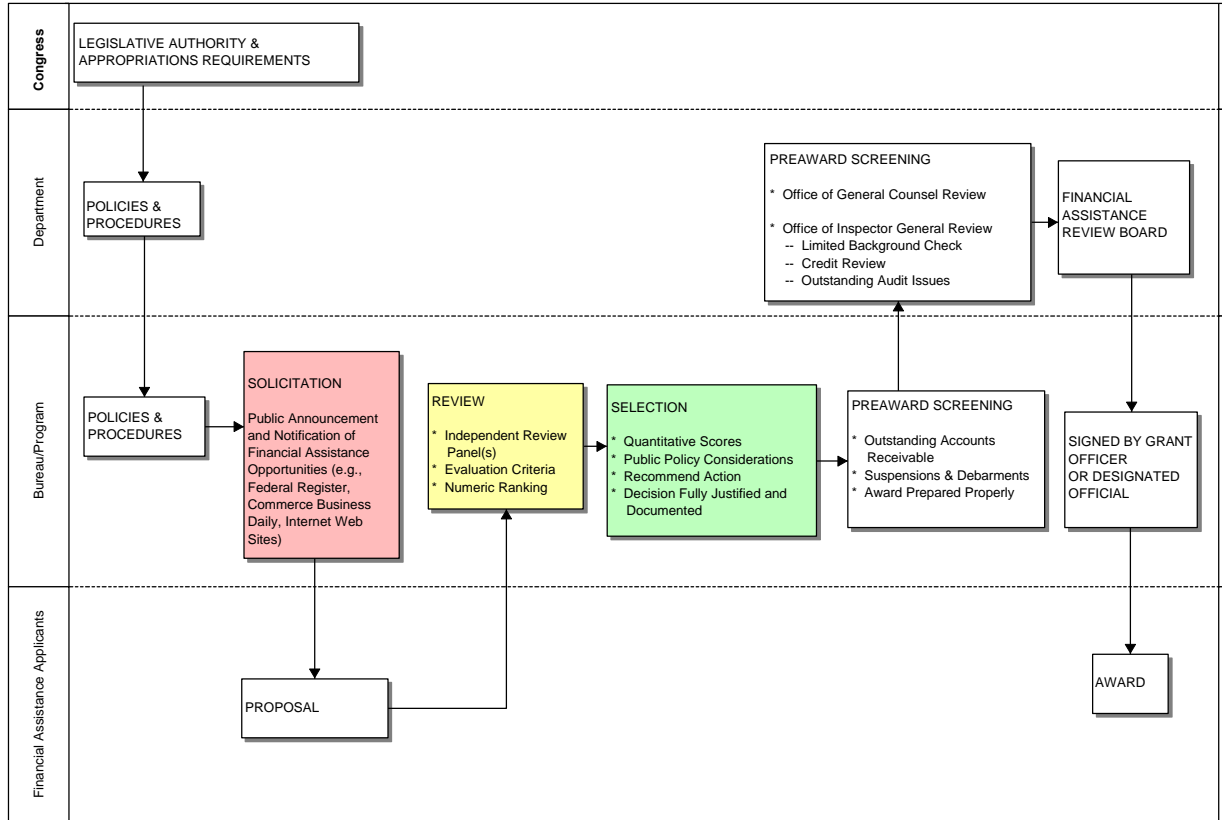 Congress
LEGISLATIVE AUTHORITY &
APPROPRIATIONS REQUIREMENTS
Department
POLICIES &
PROCEDURES
PREAWARD SCREENING
* Office of General Counsel Review
* Office of Inspector General Review
-- Limited Background Check
-- Credit Review
-- Outstanding Audit Issues
FINANCIAL
ASSISTANCE
REVIEW BOARD
Bureau/Program
POLICIES &
PROCEDURES
SOLICITATION
Public Announcement
and Notification of
Financial Assistance
Opportunities (e.g.,
Federal Register,
Commerce Business
Daily, Internet Web
Sites)
REVIEW
* Independent Review
Panel(s)
* Evaluation Criteria
* Numeric Ranking
SELECTION
* Quantitative Scores
* Public Policy Considerations
* Recommend Action
* Decision Fully Justified and
Documented
PREAWARD SCREENING
* Outstanding Accounts
Receivable
* Suspensions & Debarments
* Award Prepared Properly
SIGNED BY GRANT
OFFICER
OR DESIGNATED
OFFICIAL
Financial Assistance Applicants
PROPOSAL
AWARD